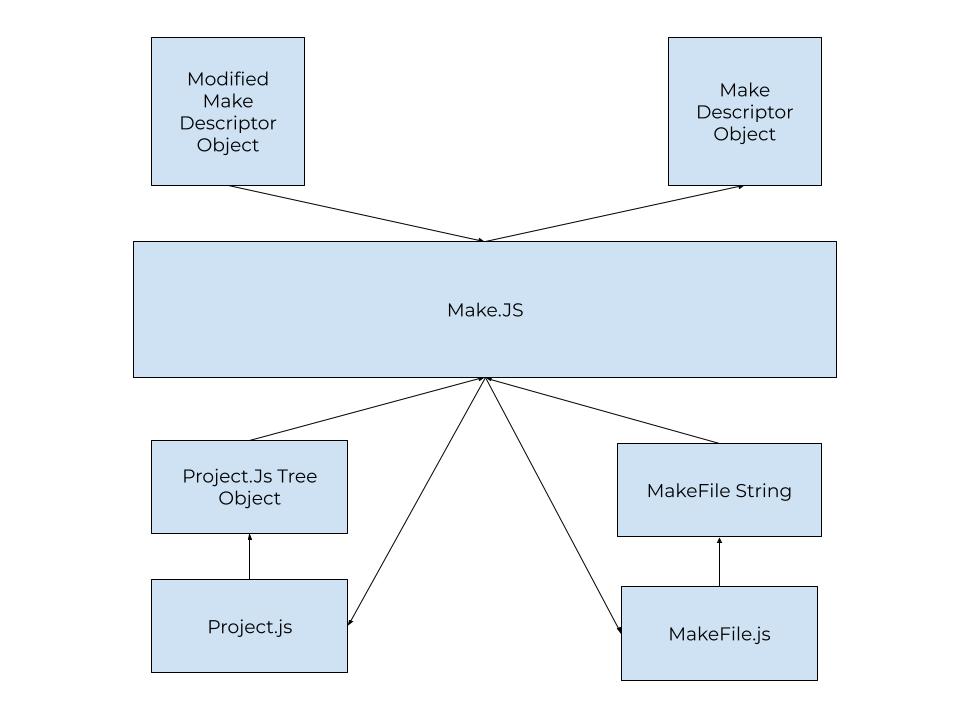 Modified
Make
Descriptor
Object
Make
Descriptor
Object
Make.JS
Project.Js Tree
Object
MakeFile String
Project.js
MakeFile.js